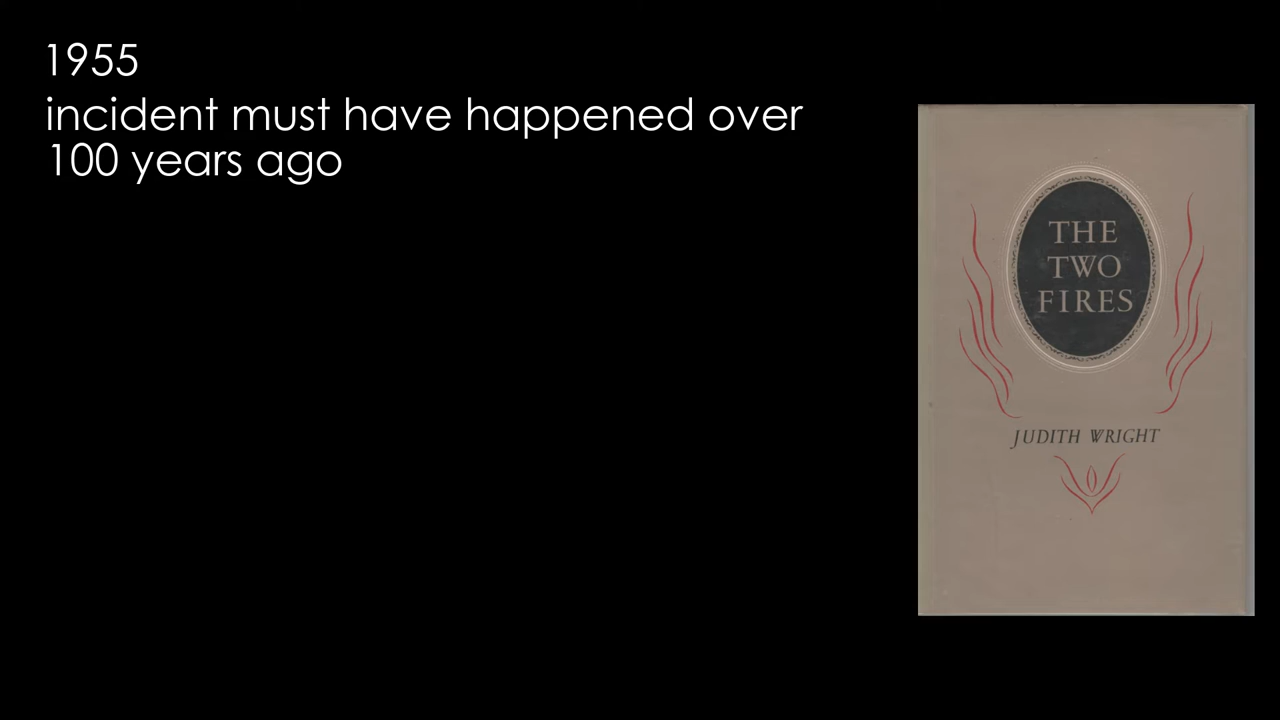 1955
incident must have happened over
100 years ago
THE
TWO
FIRES
JUDITH WRIGHT